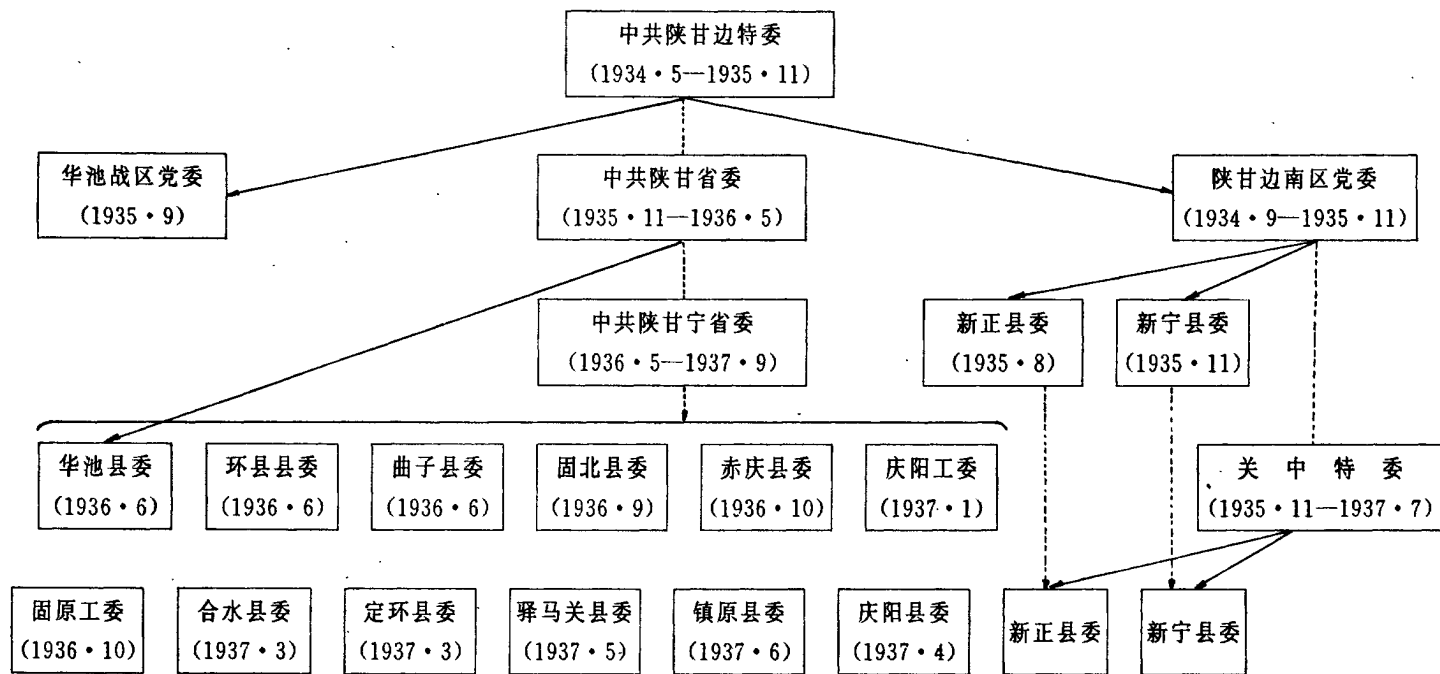 中共陕甘边特委
(1934·5—1935·11)
华池战区党委
(1935·9)
中共陕甘省委
(1935·11—1936·5)
陕甘边南区党委
(1934·9—1935·11)
中共陕甘宁省委
(1936·5—1937·9)
新正县委
(1935·8)
新宁县委
(1935·11)
华池县委
(1936·6)
环县县委
(1936·6)
曲子县委
(1936·6)
固北县委
(1936·9)
赤庆县委
(1936·10)
庆阳工委
(1937·1)
关中特委
(1935·11—1937·7)
固原工委
(1936·10)
合水县委
(1937·3)
定环县委
(1937·3)
驿马关县委
(1937·5)
镇原县委
(1937·6)
庆阳县委
(1937·4)
新正县委
新宁县委